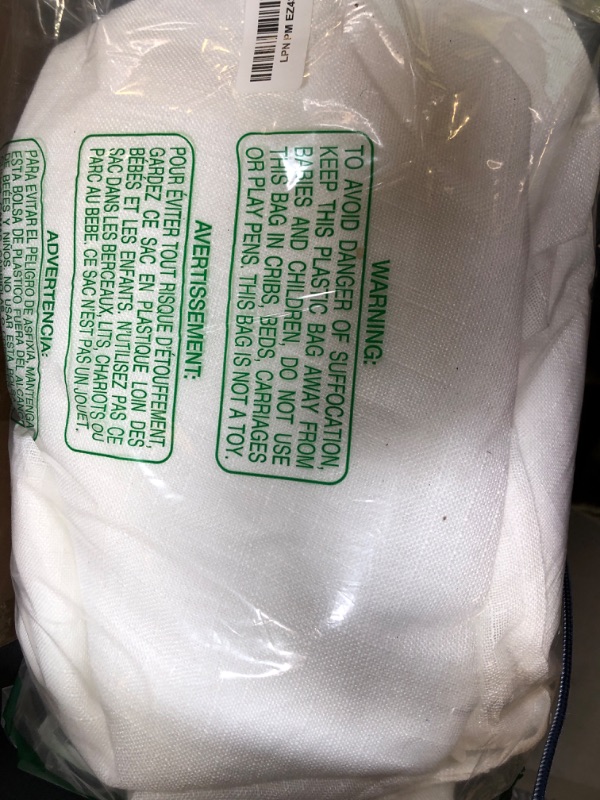 LPN PM EZ4
WARNING:
TO AVOID DANGER OF SUFFOCATION,
KEEP THIS PLASTIC BAG AWAY FROM
BABIES AND CHILDREN, DO NOT USE
THIS BAG IN CRIBS, BEDS, CARRIAGES
OR PLAY PENS. THIS BAG IS NOT A TOY.
AVERTISSEMENT:
POUR ÉVITER TOUT RISQUE D'ÉTOUFFEMENT,
GARDEZ CE SAC EN PLASTIQUE LOIN DES
BÉBÉS ET LES ENFANTS. N'UTILISEZ PAS CE
SAC DANS LES BERCEAUX, LITS, CHARIOTS OU
PARC AU BEBE. CE SAC N'EST PAS UN JOUET.
ADVERTENCIA:
PARA EVITAR EL PELIGRO DE ASFIXIA, MANTENGA
ESTA BOLSA DE PLASTICO FUERA DEL ALCANCE
DE BEBES Y NIÑOS. NO USAR ESTA